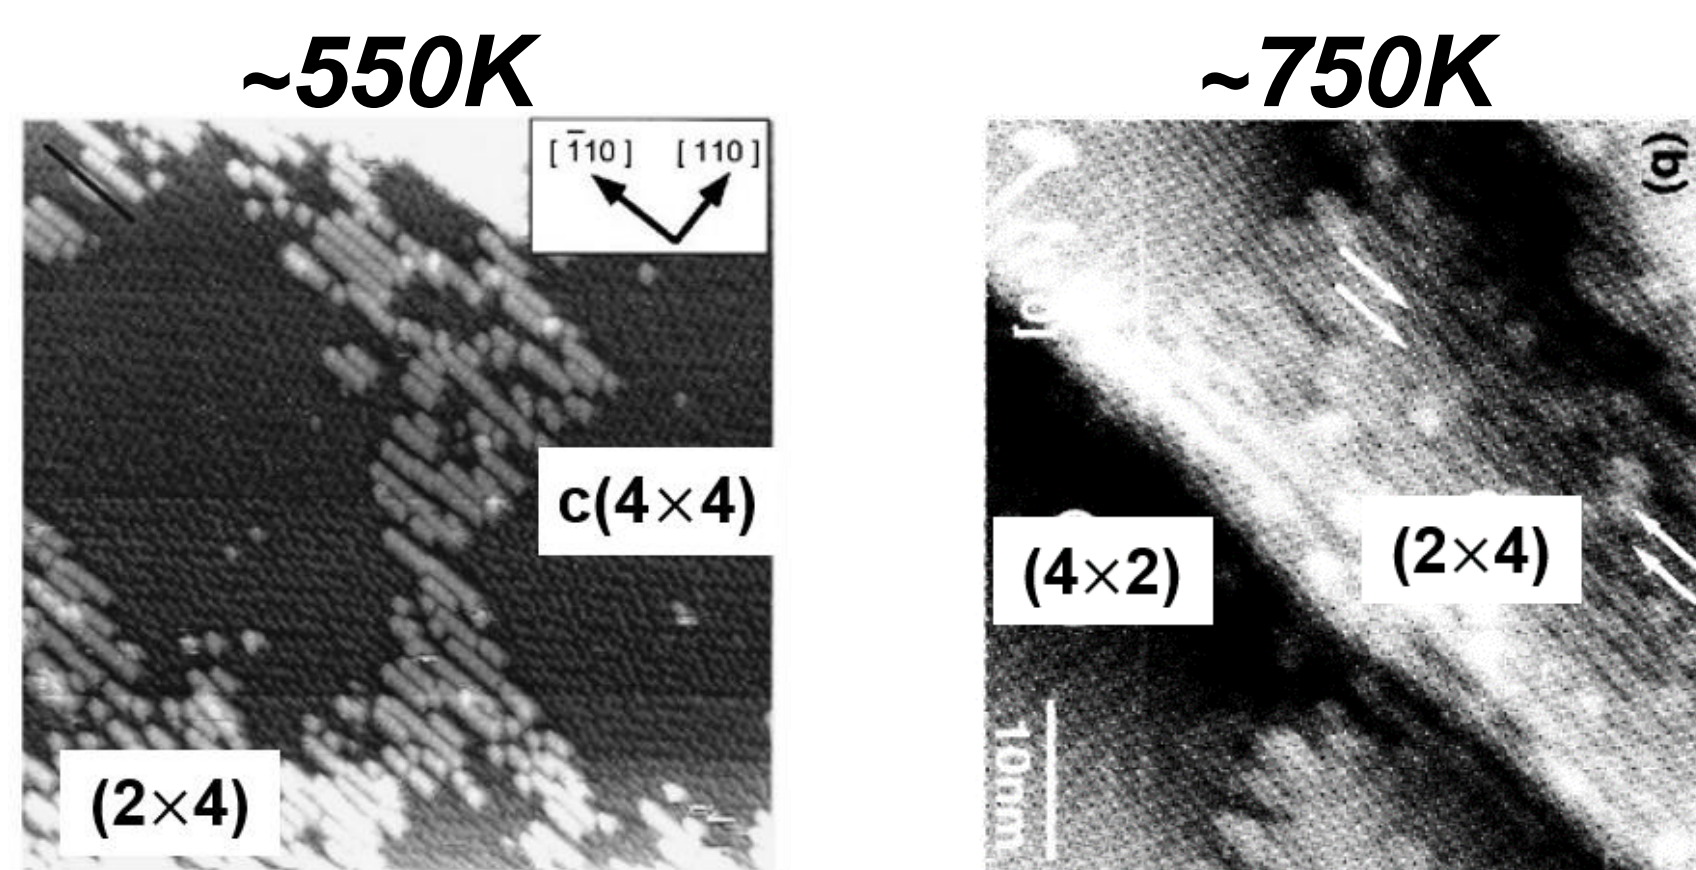 ~550K
~750K
[ 1̄10 ] [ 110 ]
(b)
c(4×4)
(2×4)
(4×2)
(2×4)
10nm